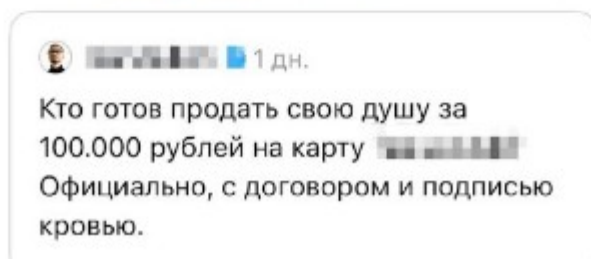 1 дн.
Кто готов продать свою душу за
100.000 рублей на карту
Официально, с договором и подписью
кровью.